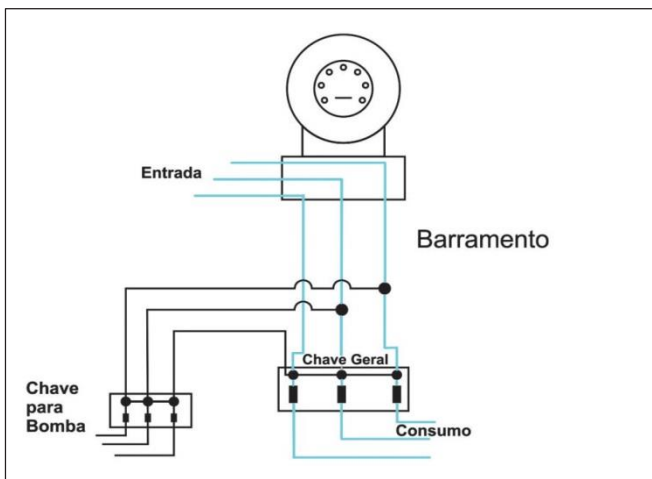 Entrada
Barramento
Chave Geral
Chave
para
Bomba
Consumo